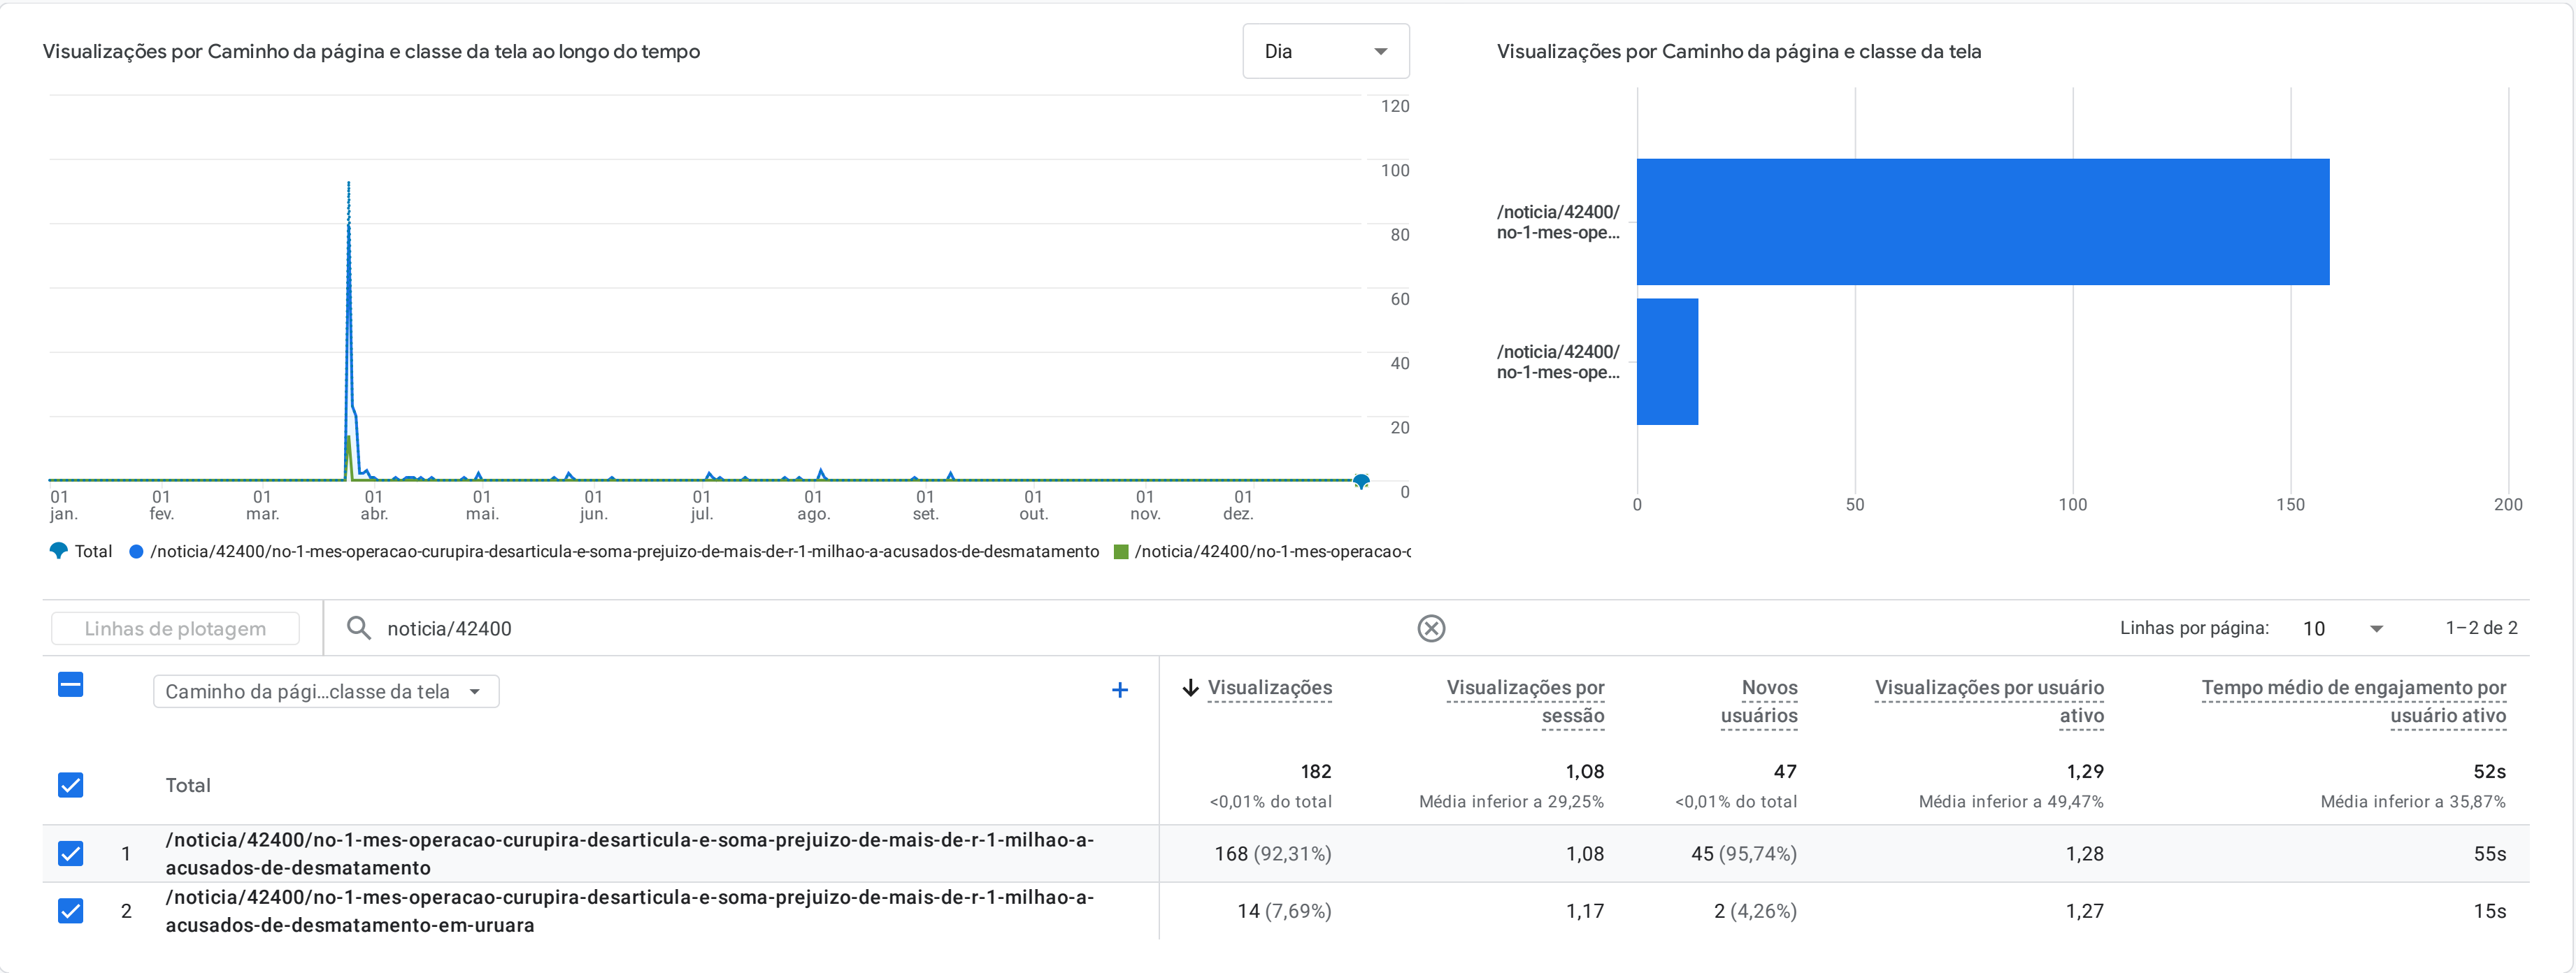 Visualizações por Caminho da página e classe da tela ao longo do tempo
Dia
120
100
80
60
40
20
0
01 jan.
01 fev.
01 mar.
01 abr.
01 mai.
01 jun.
01 jul.
01 ago.
01 set.
01 out.
01 nov.
01 dez.
Total /noticia/42400/no-1-mes-operacao-curupira-desarticula-e-soma-prejuizo-de-mais-de-r-1-milhao-a-acusados-de-desmatamento /noticia/42400/no-1-mes-operacao-c
Visualizações por Caminho da página e classe da tela
/noticia/42400/
no-1-mes-ope...
/noticia/42400/
no-1-mes-ope...
0 50 100 150 200
Linhas de plotagem
noticia/42400
Linhas por página: 10 1–2 de 2
Caminho da pági...classe da tela
+
Visualizações
Visualizações por
sessão
Novos
usuários
Visualizações por usuário
ativo
Tempo médio de engajamento por
usuário ativo
Total
182 1,08 47 1,29 52s
<0,01% do total Média inferior a 29,25% <0,01% do total Média inferior a 49,47% Média inferior a 35,87%
1 /noticia/42400/no-1-mes-operacao-curupira-desarticula-e-soma-prejuizo-de-mais-de-r-1-milhao-a-
acusados-de-desmatamento
168 (92,31%) 1,08 45 (95,74%) 1,28 55s
2 /noticia/42400/no-1-mes-operacao-curupira-desarticula-e-soma-prejuizo-de-mais-de-r-1-milhao-a-
acusados-de-desmatamento-em-uruara
14 (7,69%) 1,17 2 (4,26%) 1,27 15s